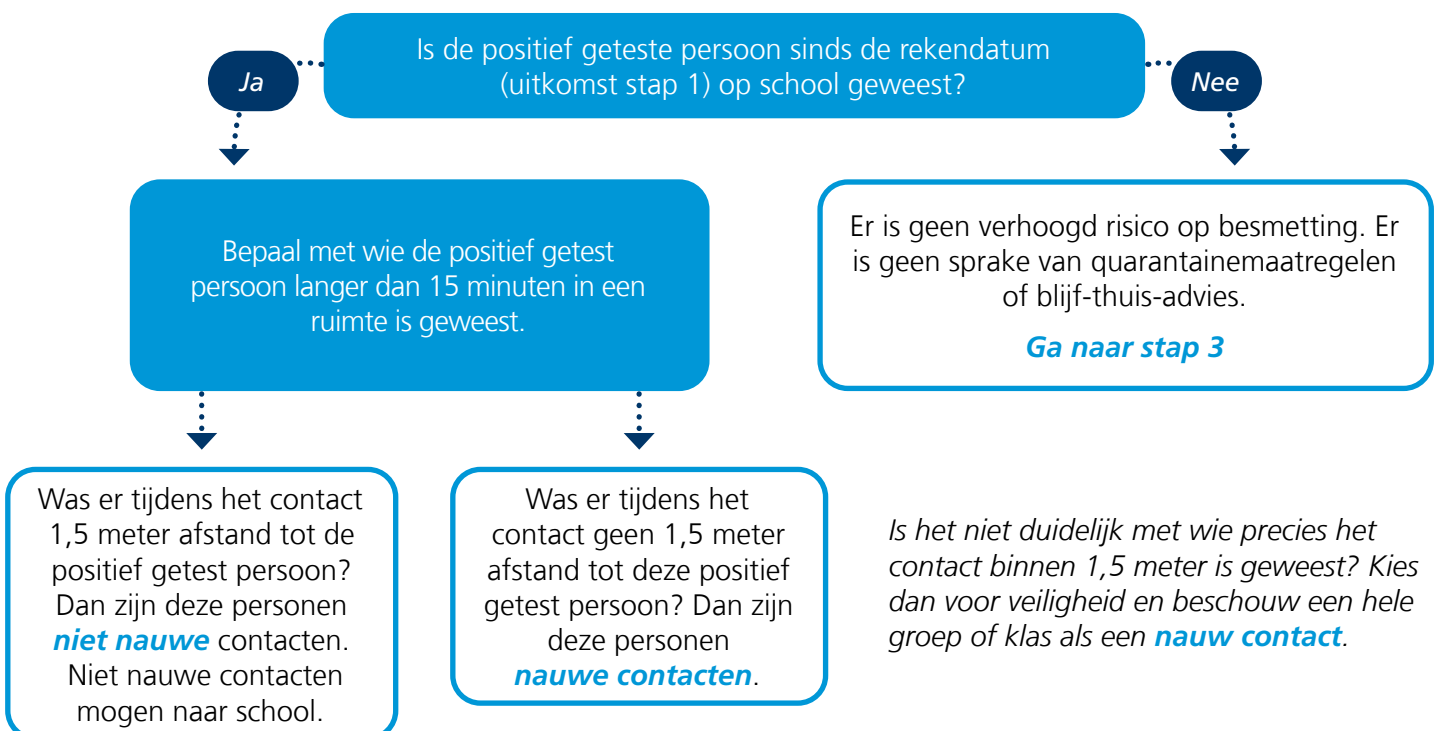 Is de positief geteste persoon sinds de rekendatum
(uitkomst stap 1) op school geweest?
Ja
Nee
Bepaal met wie de positief getest
persoon langer dan 15 minuten in een
ruimte is geweest.
Er is geen verhoogd risico op besmetting. Er
is geen sprake van quarantainemaatregelen
of blijf-thuis-advies.
Ga naar stap 3
Was er tijdens het contact
1,5 meter afstand tot de
positief getest persoon?
Dan zijn deze personen
niet nauwe contacten.
Niet nauwe contacten
mogen naar school.
Was er tijdens het
contact geen 1,5 meter
afstand tot deze positief
getest persoon? Dan zijn
deze personen
nauwe contacten.
Is het niet duidelijk met wie precies het
contact binnen 1,5 meter is geweest? Kies
dan voor veiligheid en beschouw een hele
groep of klas als een nauw contact.